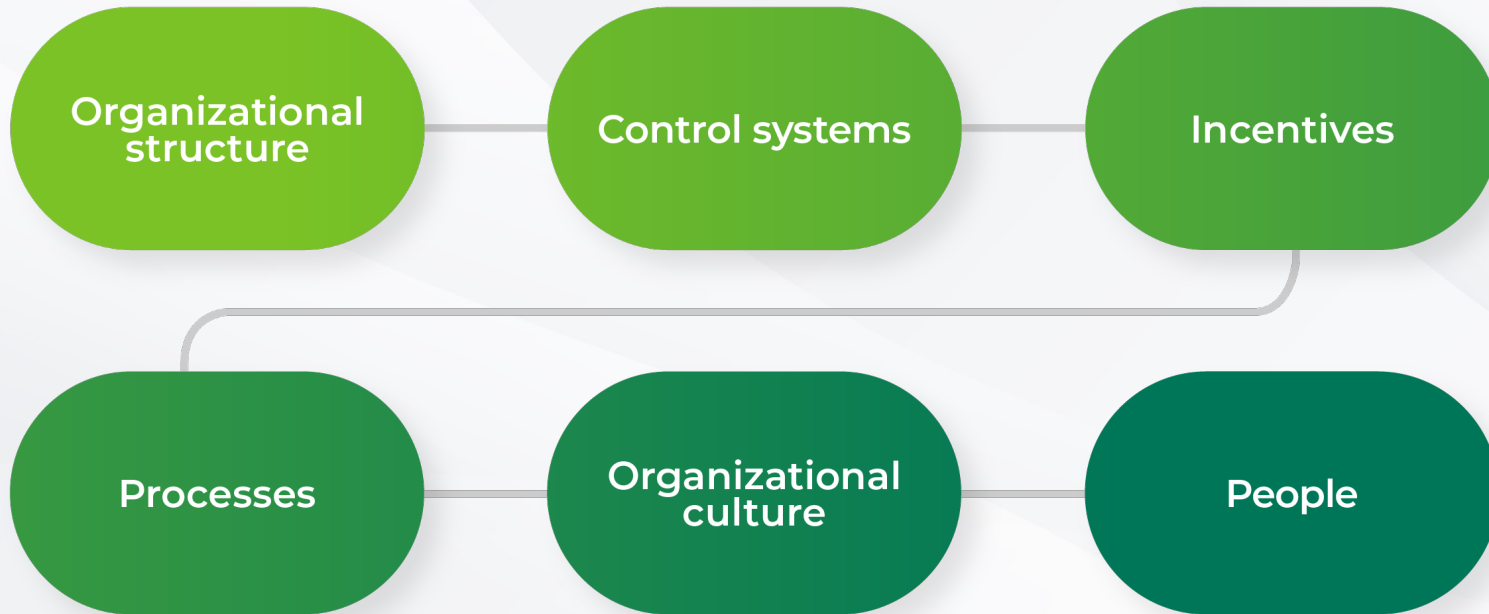 Organizational
structure
Control systems
Incentives
Processes
Organizational
culture
People